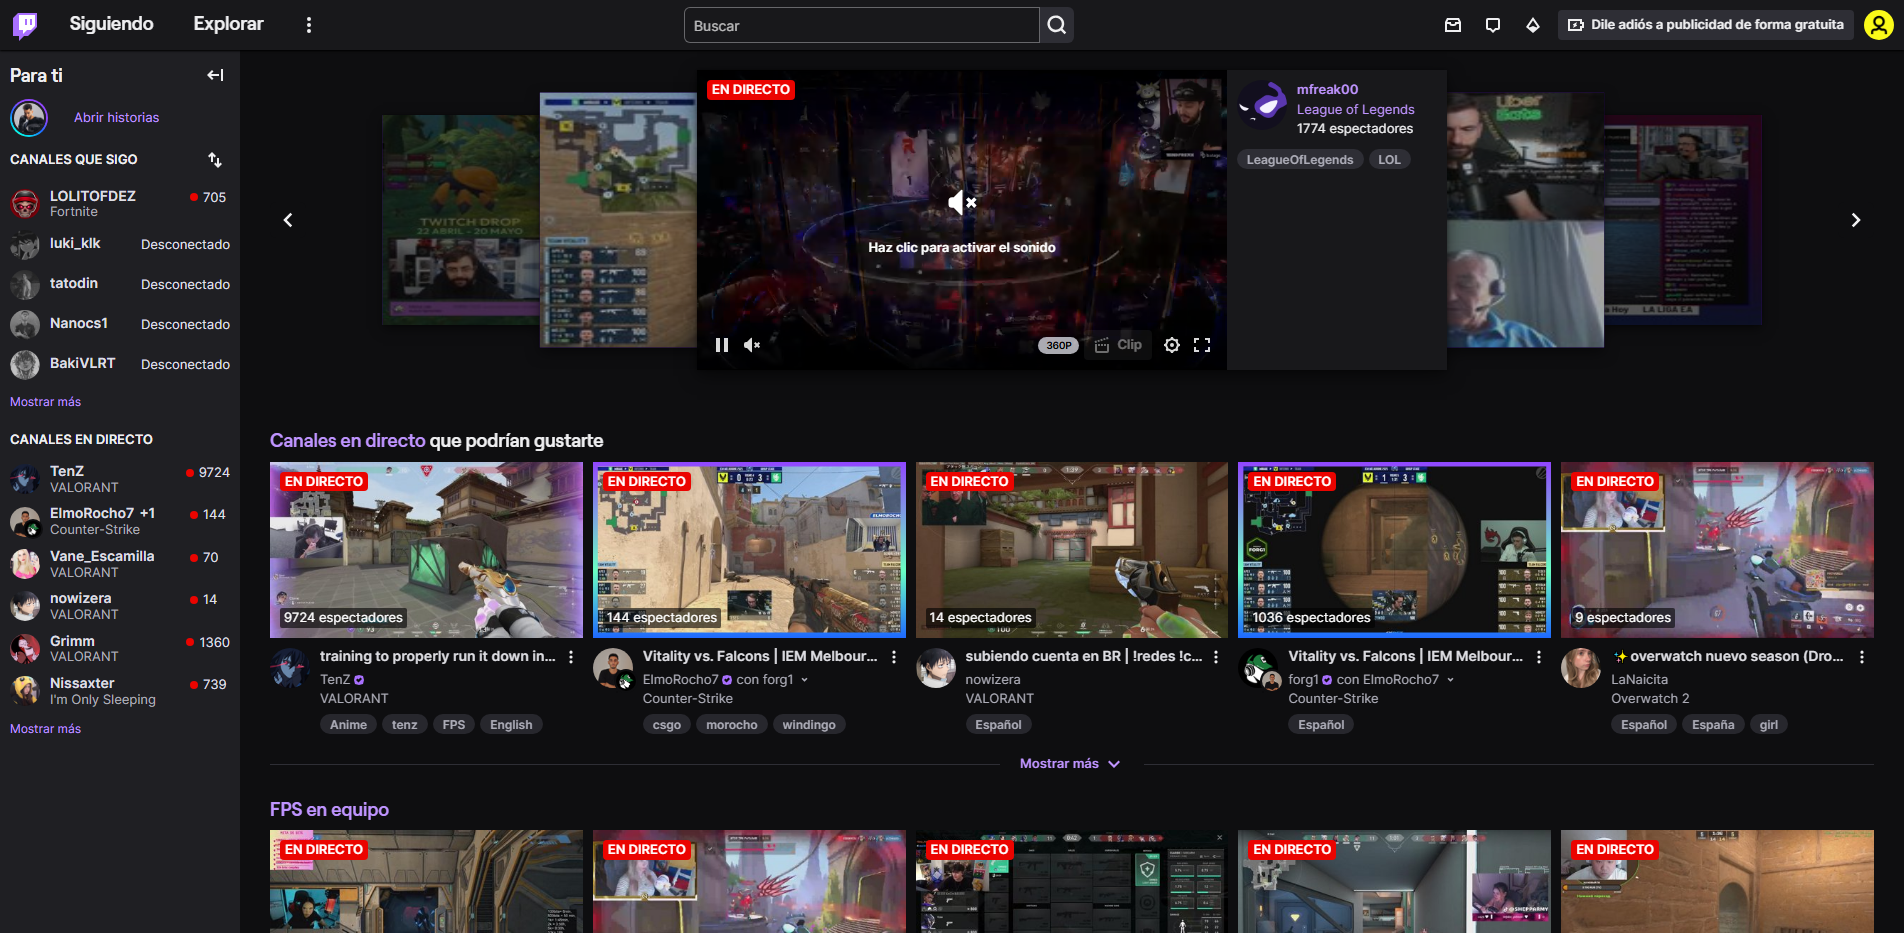 Siguiendo
Explorar
Buscar
Dile adiós a publicidad de forma gratuita
Para ti
Abrir historias
CANALES QUE SIGO
LOLITOFDEZ 705
Fortnite
luki_klk Desconectado
tatodin Desconectado
Nanocs1 Desconectado
BakiVLRT Desconectado
Mostrar más
CANALES EN DIRECTO
TenZ 9724
VALORANT
ElmoRocho7 +1 144
Counter-Strike
Vane_Escamilla 70
VALORANT
nowizera 14
VALORANT
Grimm 1360
VALORANT
Nissaxter 739
I'm Only Sleeping
Mostrar más
TWITCH DROP
22 ABRIL - 20 MAYO
TEAM VITALITY
EN DIRECTO
Haz clic para activar el sonido
360P
Clip
mfreak00
League of Legends
1774 espectadores
LeagueOfLegends LOL
Uber
Eats
LA LIGA EA
Canales en directo que podrían gustarte
EN DIRECTO
9724 espectadores
training to properly run it down in...
TenZ
VALORANT
Anime tenz FPS English
EN DIRECTO
144 espectadores
Vitality vs. Falcons | IEM Melbour...
ElmoRocho7 con forg1
Counter-Strike
csgo morocho windingo
EN DIRECTO
14 espectadores
subiendo cuenta en BR | !redes !c...
nowizera
VALORANT
Español
EN DIRECTO
FORG1
1036 espectadores
Vitality vs. Falcons | IEM Melbour...
forg1 con ElmoRocho7
Counter-Strike
Español
EN DIRECTO
9 espectadores
✨overwatch nuevo season (Dro...
LaNaicita
Overwatch 2
Español España girl
Mostrar más
FPS en equipo
EN DIRECTO
EN DIRECTO
EN DIRECTO
EN DIRECTO
EN DIRECTO